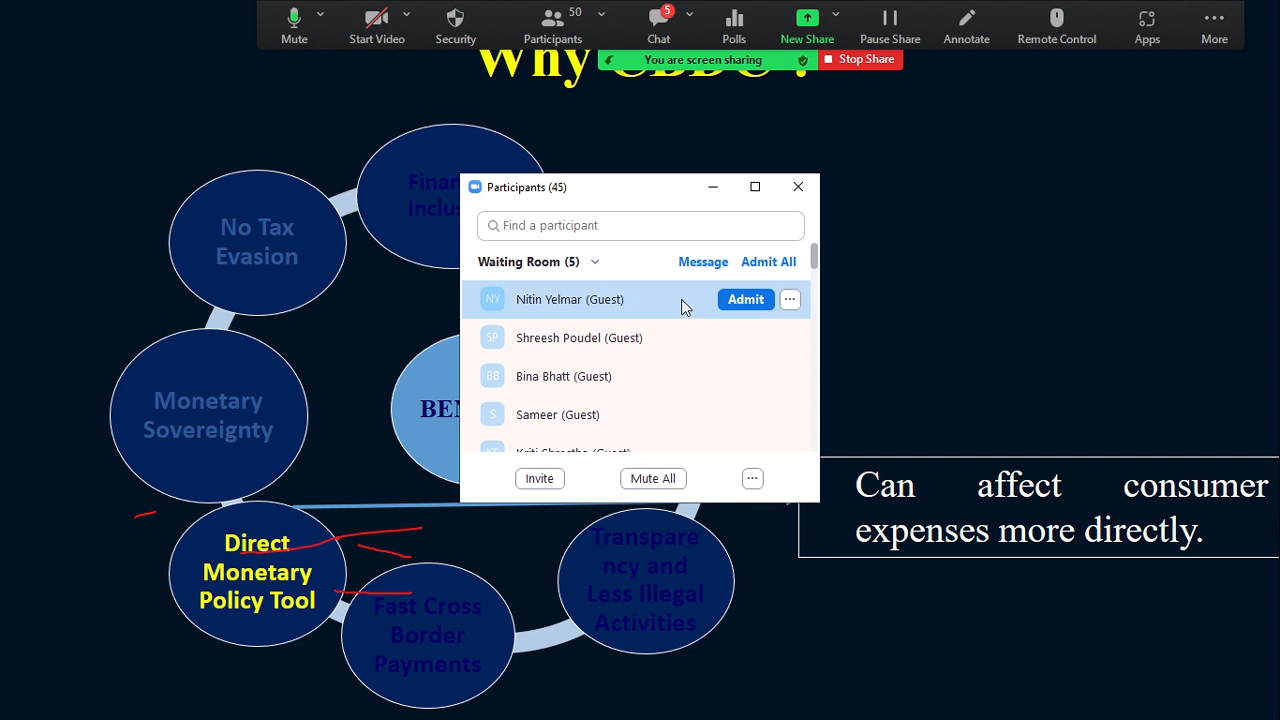 50
5
Mute
Start Video
Security
Participants
Chat
Polls
New Share
Pause Share
Annotate
Remote Control
Apps
More
Why CBDC ?
You are screen sharing
Stop Share
No Tax
Evasion
Monetary
Sovereignty
Direct
Monetary
Policy Tool
Fast Cross
Border
Payments
Transpare
ncy and
Less Illegal
Activities
Participants (45)
Find a participant
Waiting Room (5)
Message
Admit All
NY
Nitin Yelmar (Guest)
Admit
SP
Shreesh Poudel (Guest)
BB
Bina Bhatt (Guest)
S
Sameer (Guest)
Invite
Mute All
Can affect consumer
expenses more directly.